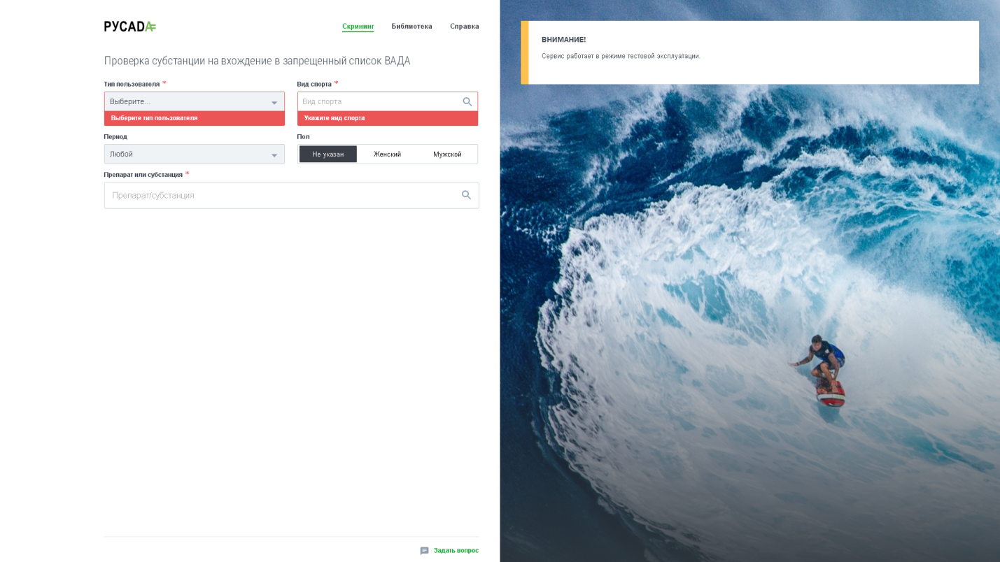 РУСАДА
Скрининг Библиотека Справка
Проверка субстанции на вхождение в запрещенный список ВАДА
Тип пользователя *
Выберите...
Выберите тип пользователя
Вид спорта *
Вид спорта
Укажите вид спорта
Период
Любой
Пол
Не указан Женский Мужской
Препарат или субстанция *
Препарат/субстанция
Задать вопрос
ВНИМАНИЕ!
Сервис работает в режиме тестовой эксплуатации.